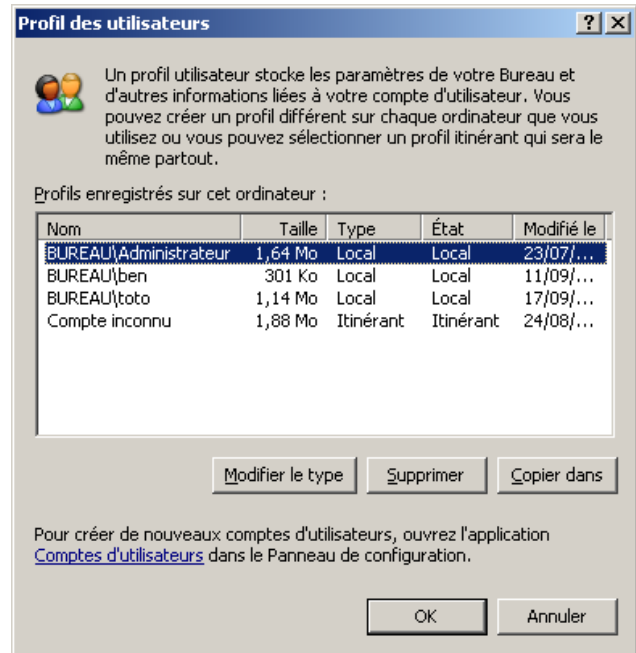 Profil des utilisateurs
Un profil utilisateur stocke les paramètres de votre Bureau et
d'autres informations liées à votre compte d'utilisateur. Vous
pouvez créer un profil différent sur chaque ordinateur que vous
utilisez ou vous pouvez sélectionner un profil itinérant qui sera le
même partout.
Profils enregistrés sur cet ordinateur :
Nom Taille Type État Modifié le
BUREAU\Administrateur 1,64 Mo Local Local 23/07/...
BUREAU\ben 301 Ko Local Local 11/09/...
BUREAU\toto 1,14 Mo Local Local 17/09/...
Compte inconnu 1,88 Mo Itinérant Itinérant 24/08/...
Modifier le type Supprimer Copier dans
Pour créer de nouveaux comptes d'utilisateurs, ouvrez l'application
Comptes d'utilisateurs dans le Panneau de configuration.
OK Annuler